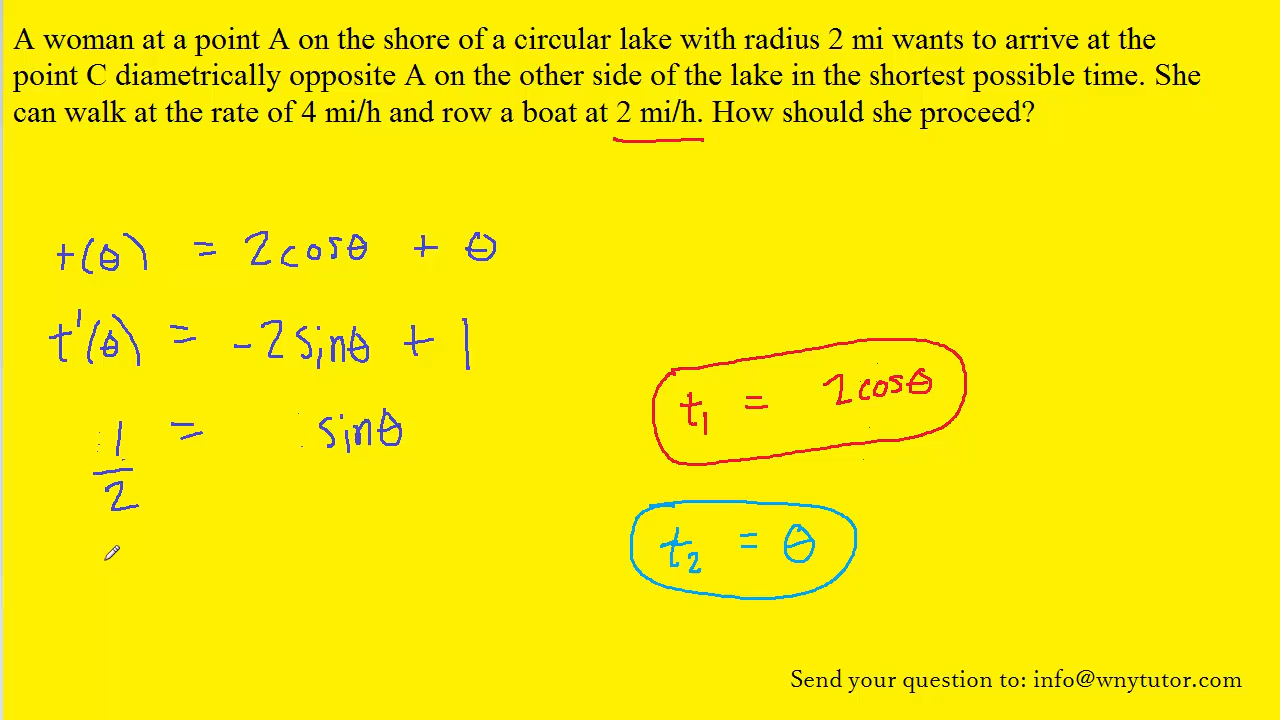 A woman at a point A on the shore of a circular lake with radius 2 mi wants to arrive at the
point C diametrically opposite A on the other side of the lake in the shortest possible time. She
can walk at the rate of 4 mi/h and row a boat at 2 mi/h. How should she proceed?
t(θ) = 2cosθ + θ
t'(θ) = -2sinθ + 1
1/2 = sinθ
t₁ = 2cosθ
t₂ = θ
Send your question to: info@wnytutor.com